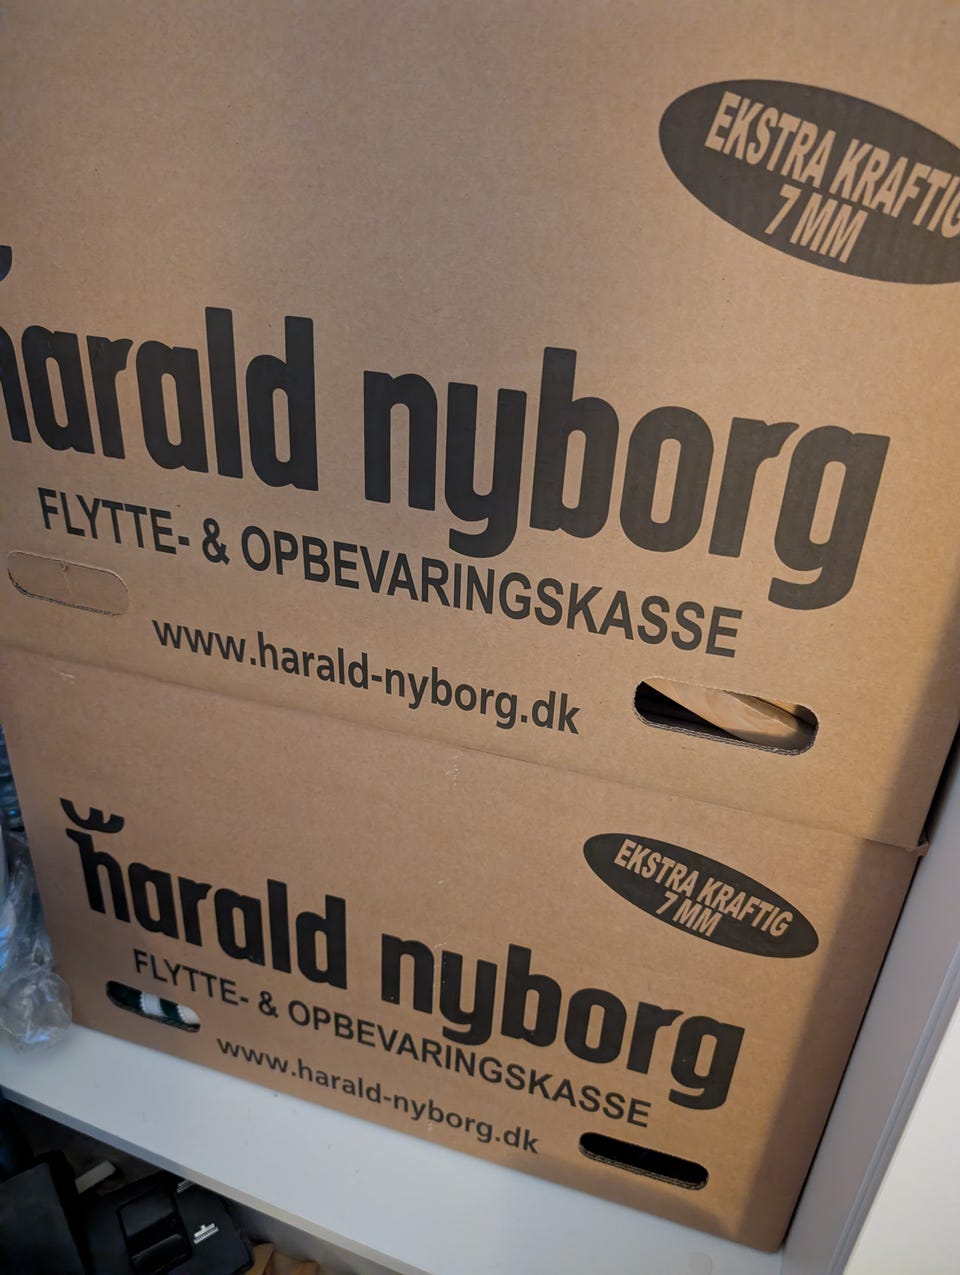 EKSTRA KRAFTIG
7 MM
harald nyborg
FLYTTE- & OPBEVARINGSKASSE
www.harald-nyborg.dk
EKSTRA KRAFTIG
7 MM
harald nyborg
FLYTTE- & OPBEVARINGSKASSE
www.harald-nyborg.dk